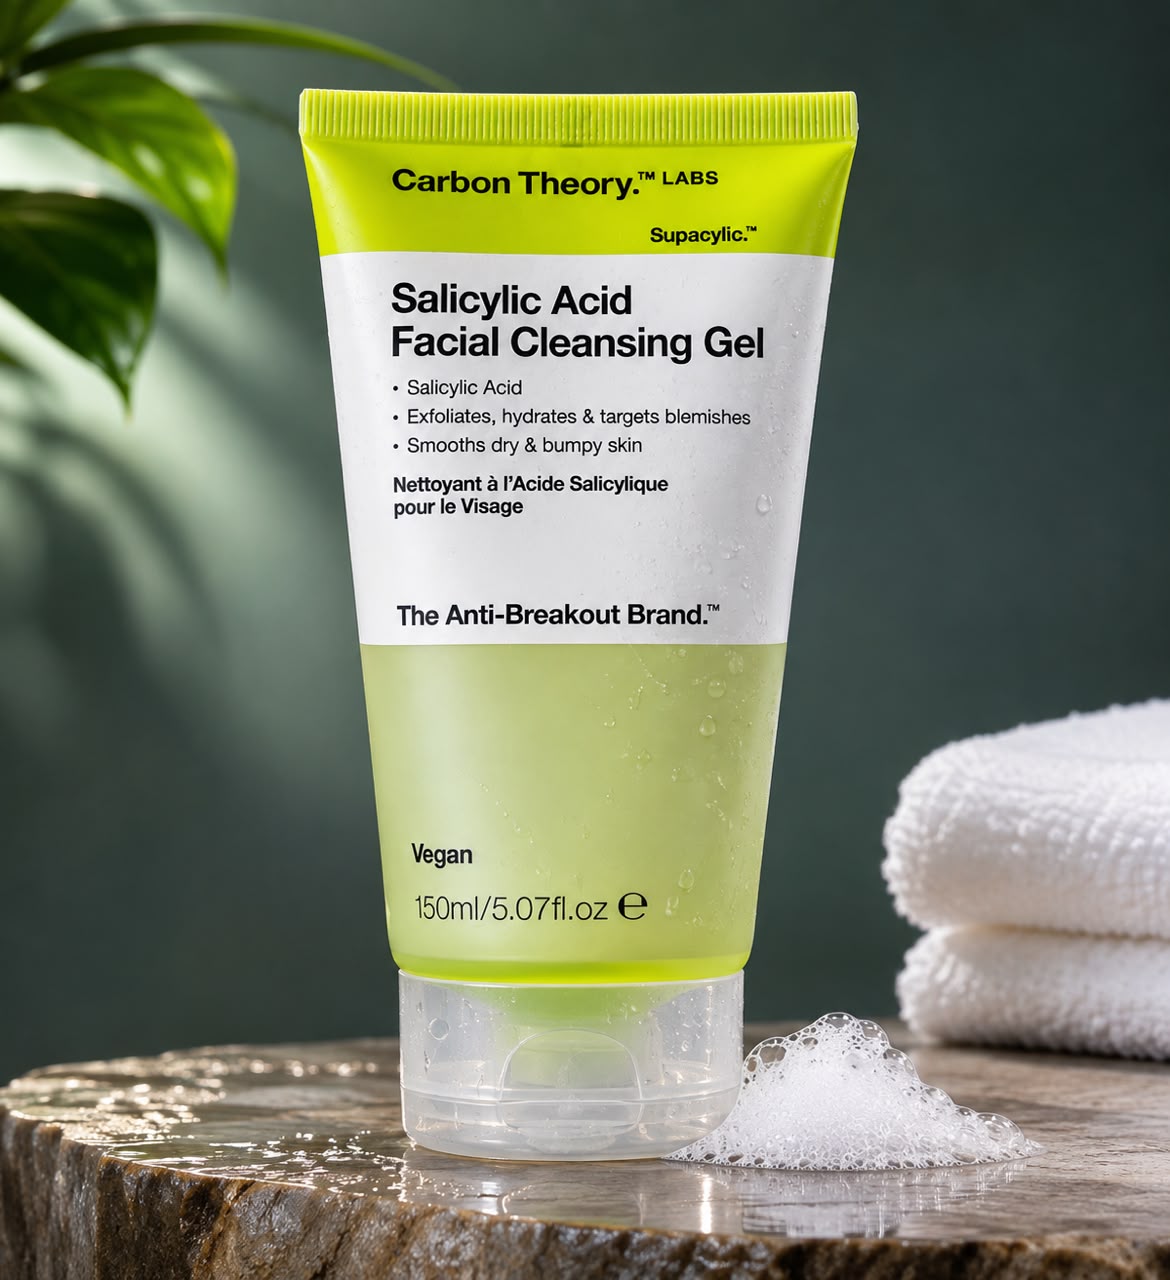 Carbon Theory.™ LABS
Supacylic.™
Salicylic Acid
Facial Cleansing Gel
• Salicylic Acid
• Exfoliates, hydrates & targets blemishes
• Smooths dry & bumpy skin
Nettoyant à l'Acide Salicylique
pour le Visage
The Anti-Breakout Brand.™
Vegan
150ml/5.07fl.oz ℮